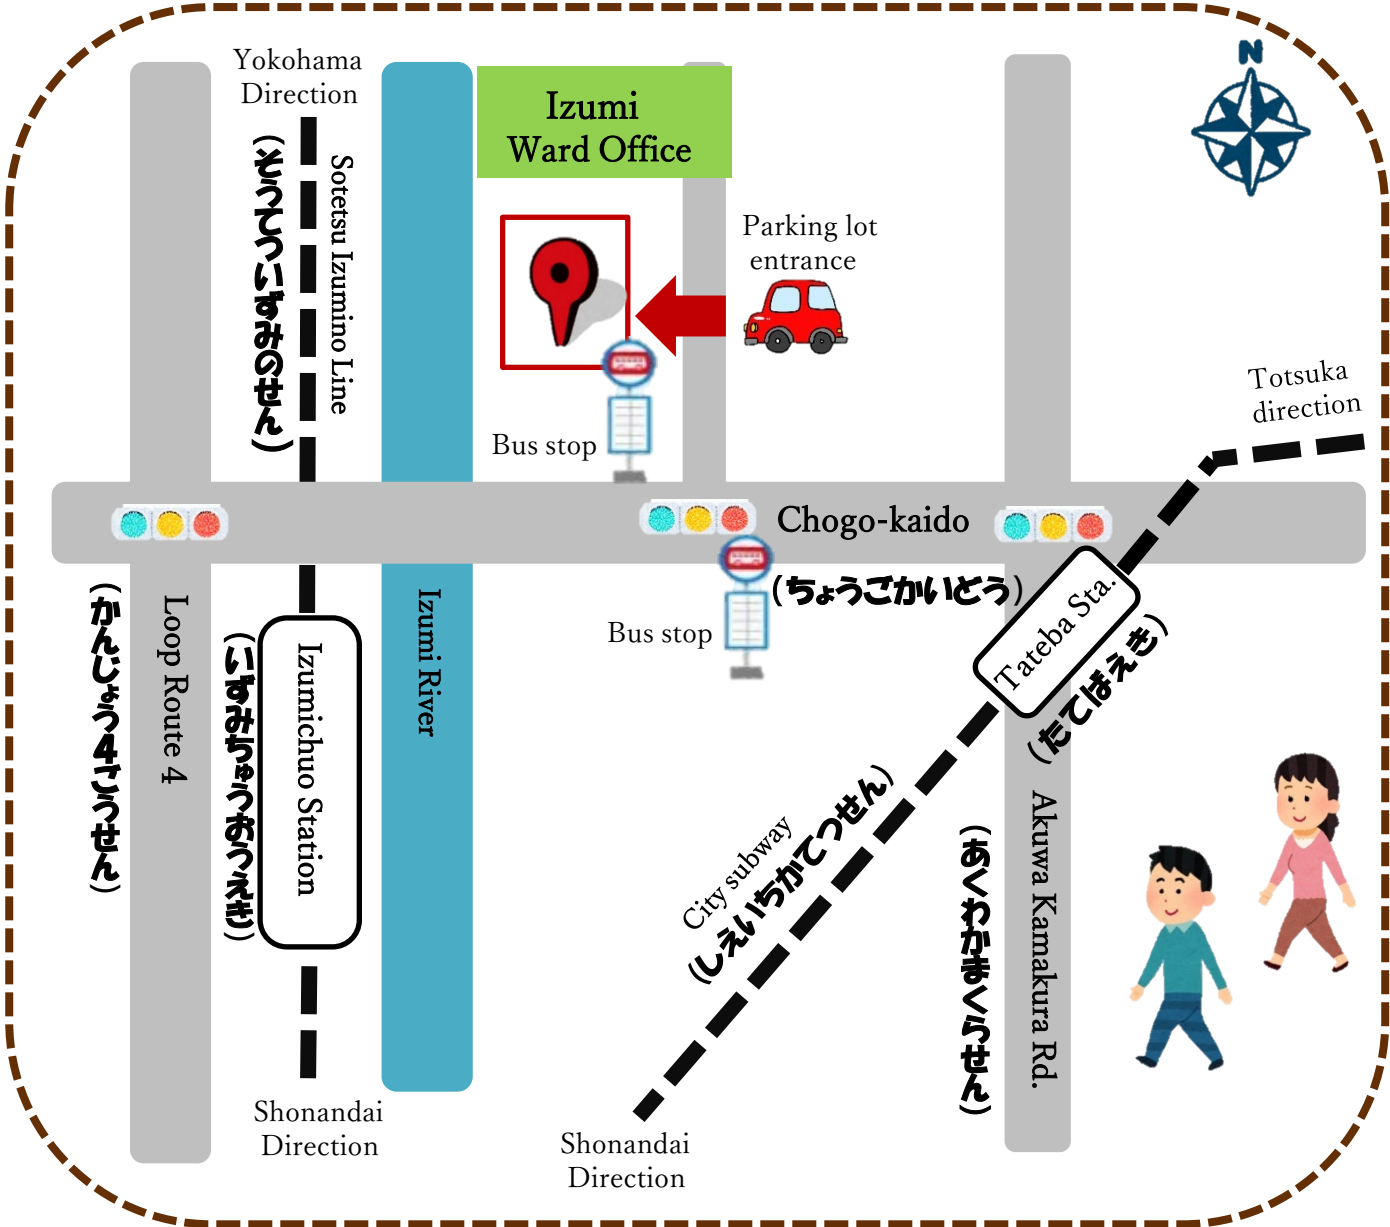 Yokohama
Direction
N
Izumi
Ward Office
(そうてついずみのせん)
Sotetsu Izumino Line
Parking lot
entrance
Totsuka
direction
Bus stop
Chogo-kaido
(ちょうごかいどう)
Bus stop
(かんじょう4ごうせん)
Loop Route 4
(いずみちゅうおうえき)
Izumichuo Station
Izumi River
Tateba Sta.
(たてばえき)
City subway
(しえいちかてつせん)
(あくわかまくらせん)
Akuwa Kamakura Rd.
Shonandai
Direction
Shonandai
Direction